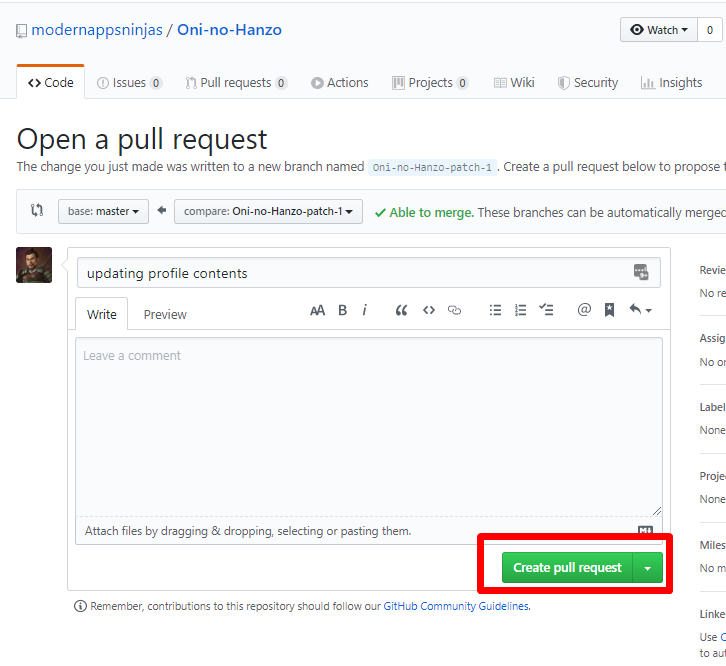 modernappsninjas / Oni-no-Hanzo
Watch 0
Code Issues 0 Pull requests 0 Actions Projects 0 Wiki Security Insights
Open a pull request
The change you just made was written to a new branch named Oni-no-Hanzo-patch-1 . Create a pull request below to propose t
base: master compare: Oni-no-Hanzo-patch-1 Able to merge. These branches can be automatically merged
updating profile contents
Write Preview
AA B i @
Leave a comment
Attach files by dragging & dropping, selecting or pasting them.
Create pull request
Remember, contributions to this repository should follow our GitHub Community Guidelines.
Revie
No re
Assig
No o
Label
None
Proje
None
Miles
No m
Linke
Use C
to aut